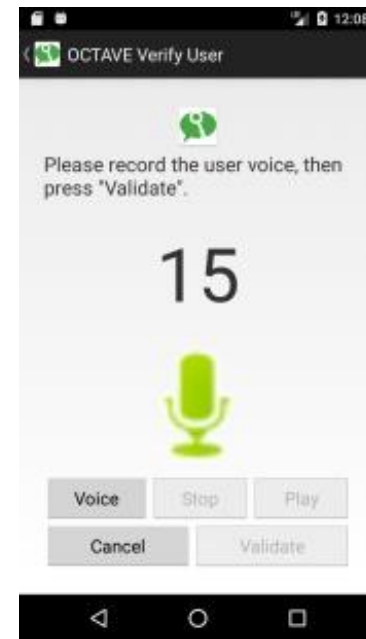 12:08
OCTAVE Verify User
Please record the user voice, then
press "Validate".
15
Voice Stop Play
Cancel Validate